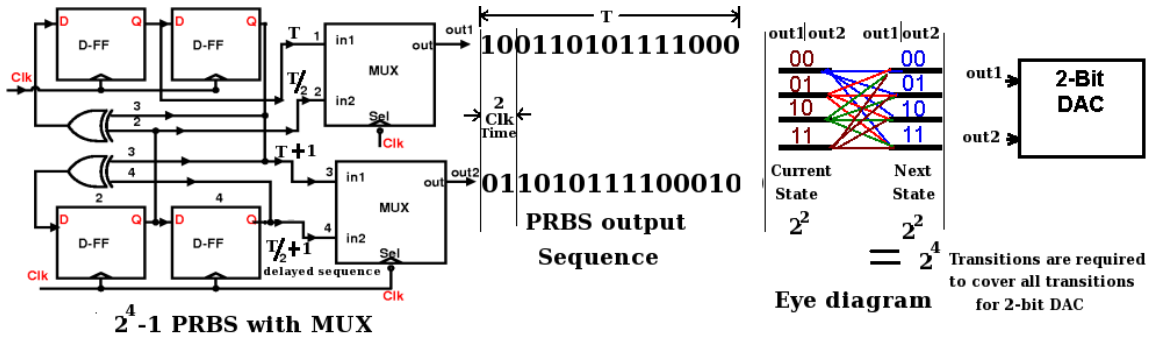 D Q
D-FF
D Q
D-FF
Clk
3
2
3
4
2
4
D Q
D-FF
Q
D-FF
Clk
T
1
T/2
2
T+1
3
T/2+1
4
delayed sequence
in1
in2
out
MUX
Sel
Clk
out1
in1
in2
out
MUX
Sel
Clk
out2
2^4-1 PRBS with MUX
T
100110101111000
2
Clk
Time
011010111100010
PRBS output
Sequence
out1 out2 out1 out2
00 00
01 01
10 10
11 11
Current Next
State State
2^2 2^2
= 2^4 Transitions are required
to cover all transitions
for 2-bit DAC
Eye diagram
out1
out2
2-Bit
DAC